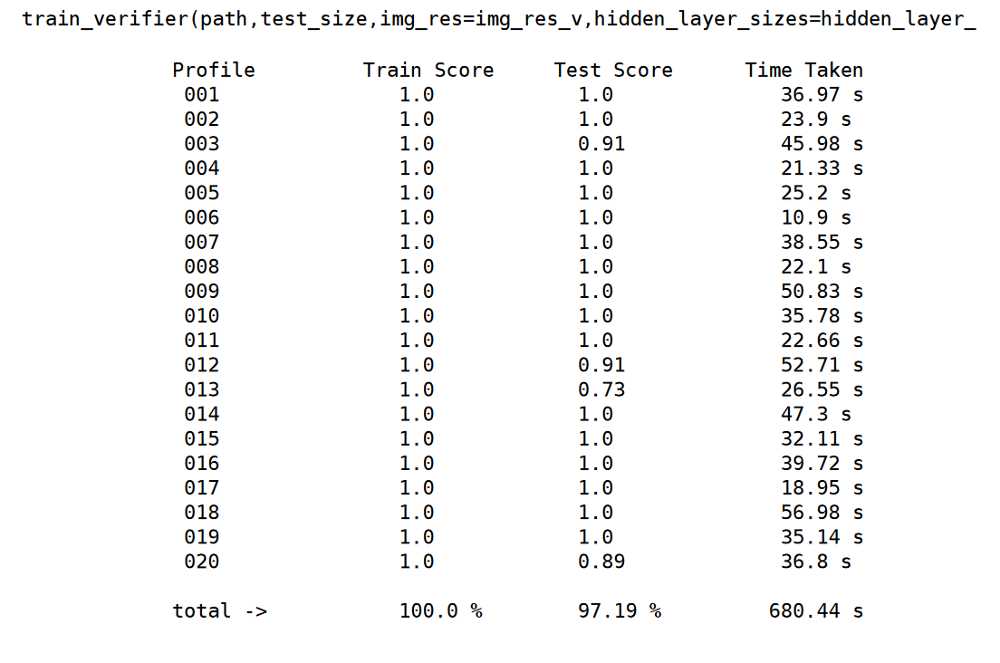 train_verifier(path,test_size,img_res=img_res_v,hidden_layer_sizes=hidden_layer_
Profile Train Score Test Score Time Taken
001 1.0 1.0 36.97 s
002 1.0 1.0 23.9 s
003 1.0 0.91 45.98 s
004 1.0 1.0 21.33 s
005 1.0 1.0 25.2 s
006 1.0 1.0 10.9 s
007 1.0 1.0 38.55 s
008 1.0 1.0 22.1 s
009 1.0 1.0 50.83 s
010 1.0 1.0 35.78 s
011 1.0 1.0 22.66 s
012 1.0 0.91 52.71 s
013 1.0 0.73 26.55 s
014 1.0 1.0 47.3 s
015 1.0 1.0 32.11 s
016 1.0 1.0 39.72 s
017 1.0 1.0 18.95 s
018 1.0 1.0 56.98 s
019 1.0 1.0 35.14 s
020 1.0 0.89 36.8 s
total -> 100.0 % 97.19 % 680.44 s